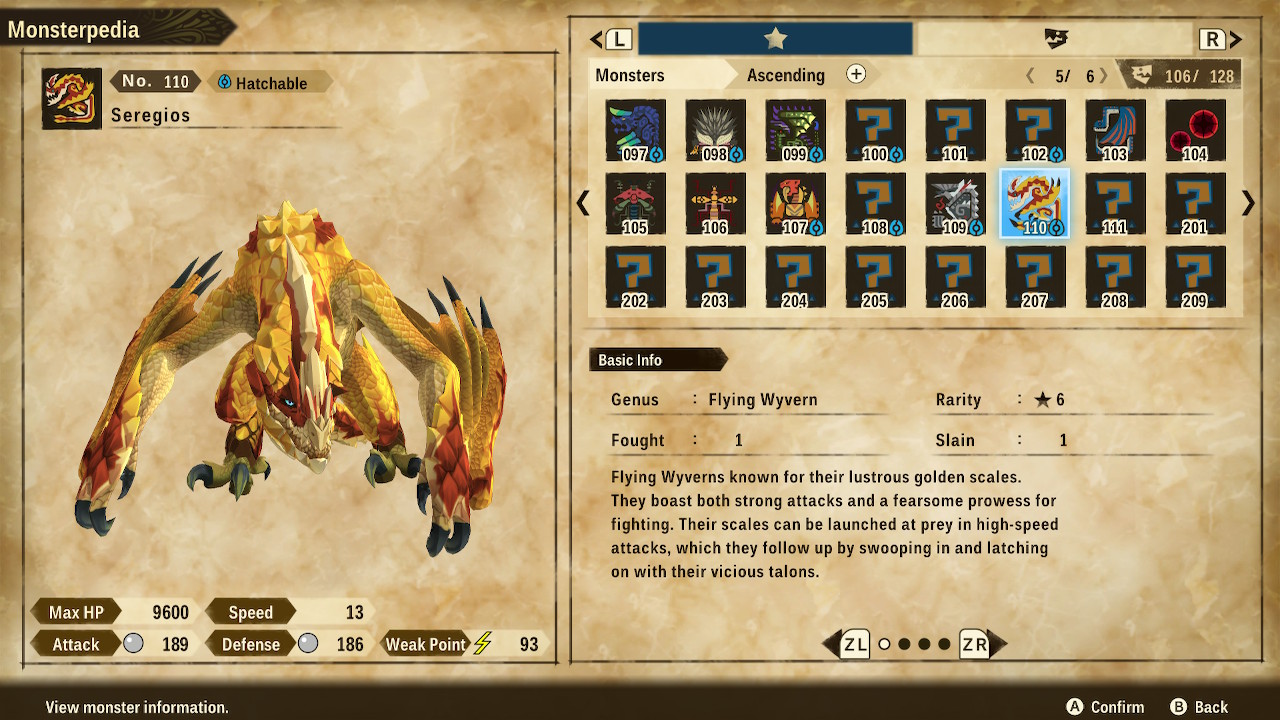 Monsterpedia
No. 110
Hatchable
Seregios
Max HP 9600
Speed 13
Attack 189
Defense 186
Weak Point 93
L
R
Monsters
Ascending
5/ 6
106/ 128
097 098 099 100 101 102 103 104
105 106 107 108 109 110 111 201
202 203 204 205 206 207 208 209
Basic Info
Genus : Flying Wyvern
Rarity : ★ 6
Fought : 1
Slain : 1
Flying Wyverns known for their lustrous golden scales.
They boast both strong attacks and a fearsome prowess for
fighting. Their scales can be launched at prey in high-speed
attacks, which they follow up by swooping in and latching
on with their vicious talons.
ZL ZR
View monster information.
A Confirm
B Back